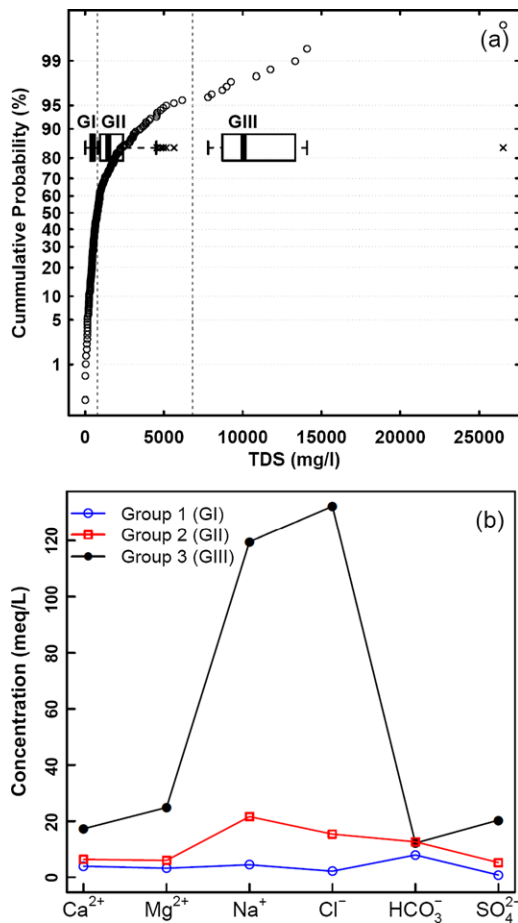 (a)
99
95
90
80
70
60
50
40
30
20
10
5
1
Cummulative Probability (%)
GI GII GIII
0 5000 10000 15000 20000 25000
TDS (mg/l)
(b)
Group 1 (GI)
Group 2 (GII)
Group 3 (GIII)
120
100
80
60
40
20
0
Concentration (meq/L)
Ca²⁺ Mg²⁺ Na⁺ Cl⁻ HCO₃⁻ SO₄²⁻